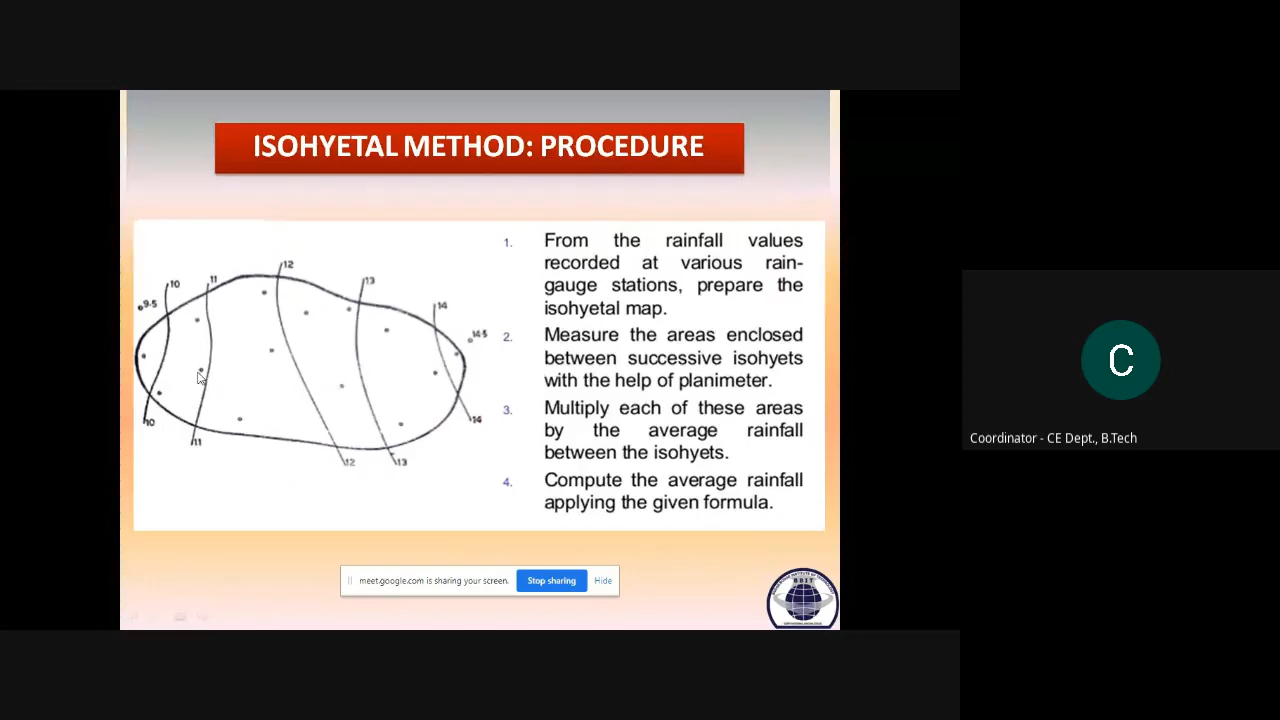 ISOHYETAL METHOD: PROCEDURE
12
10
11
13
9.5
14
14.5
10
11
12
13
14
1. From the rainfall values
recorded at various rain-
gauge stations, prepare the
isohyetal map.
2. Measure the areas enclosed
between successive isohyets
with the help of planimeter.
3. Multiply each of these areas
by the average rainfall
between the isohyets.
4. Compute the average rainfall
applying the given formula.
meet.google.com is sharing your screen.
Stop sharing
Hide
BBIT
C
Coordinator - CE Dept., B.Tech